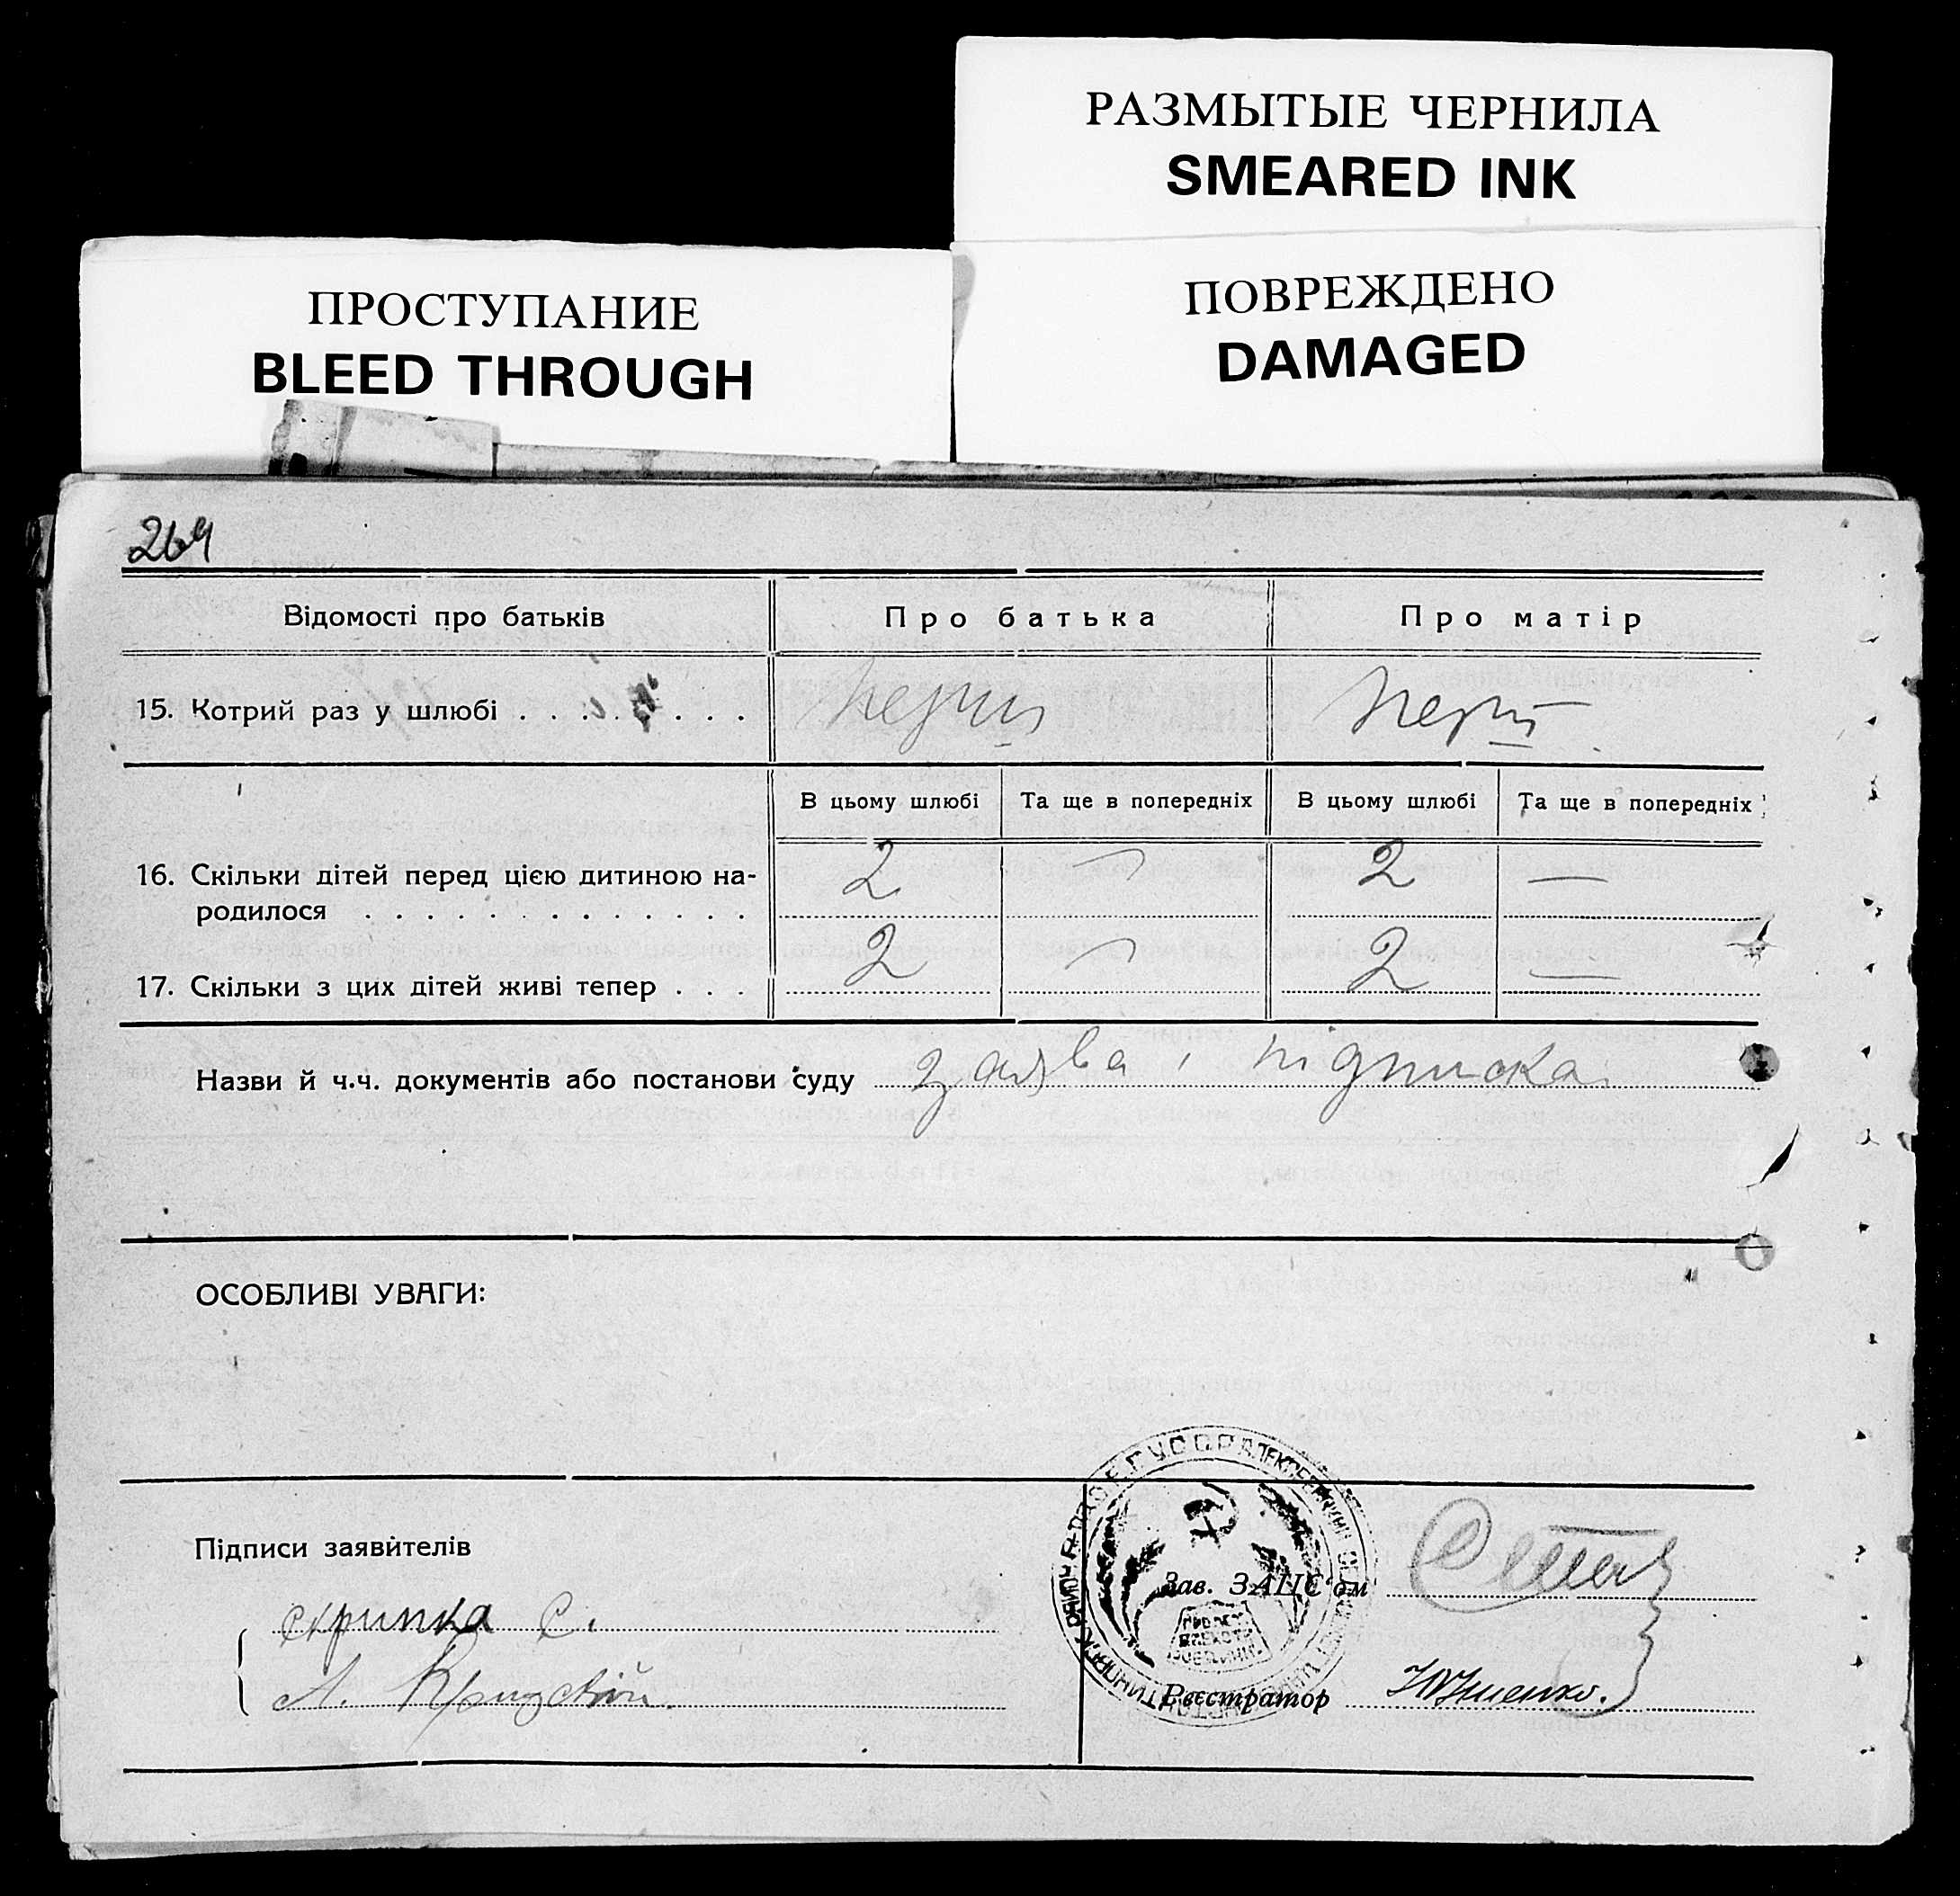 РАЗМЫТЫЕ ЧЕРНИЛА
SMEARED INK
ПРОСТУПАНИЕ
BLEED THROUGH
ПОВРЕЖДЕНО
DAMAGED
264
Відомості про батьків Про батька Про матір
15. Котрий раз у шлюбі . . . . . . . . перш перш
В цьому шлюбі Та ще в попередніх В цьому шлюбі Та ще в попередніх
16. Скільки дітей перед цією дитиною на-
родилося . . . . . . . . . . . . . 2 — 2 —
17. Скільки з цих дітей живі тепер . . . 2 — 2 —
Назви й ч.ч. документів або постанови суду заява і підписка
ОСОБЛИВІ УВАГИ:
Підписи заявителів
скрипка С.
Л.
Зав. ЗАЦС'ом
Реєстратор